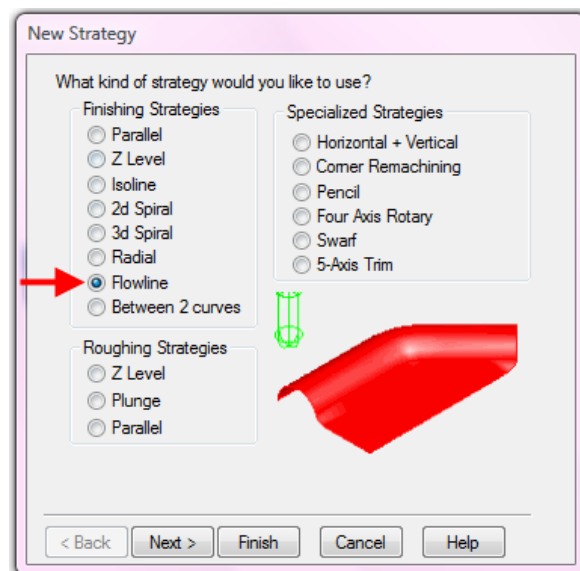 New Strategy
What kind of strategy would you like to use?
Finishing Strategies
Parallel
Z Level
Isoline
2d Spiral
3d Spiral
Radial
Flowline
Between 2 curves
Roughing Strategies
Z Level
Plunge
Parallel
Specialized Strategies
Horizontal + Vertical
Corner Remachining
Pencil
Four Axis Rotary
Swarf
5-Axis Trim
< Back
Next >
Finish
Cancel
Help